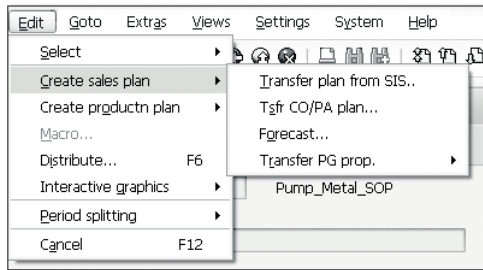 Edit Goto Extras Views Settings System Help
Select
Create sales plan
Transfer plan from SIS..
Create productn plan
Tsfr CO/PA plan...
Macro...
Forecast...
Distribute... F6
Transfer PG prop.
Interactive graphics
Pump_Metal_SOP
Period splitting
Cancel F12